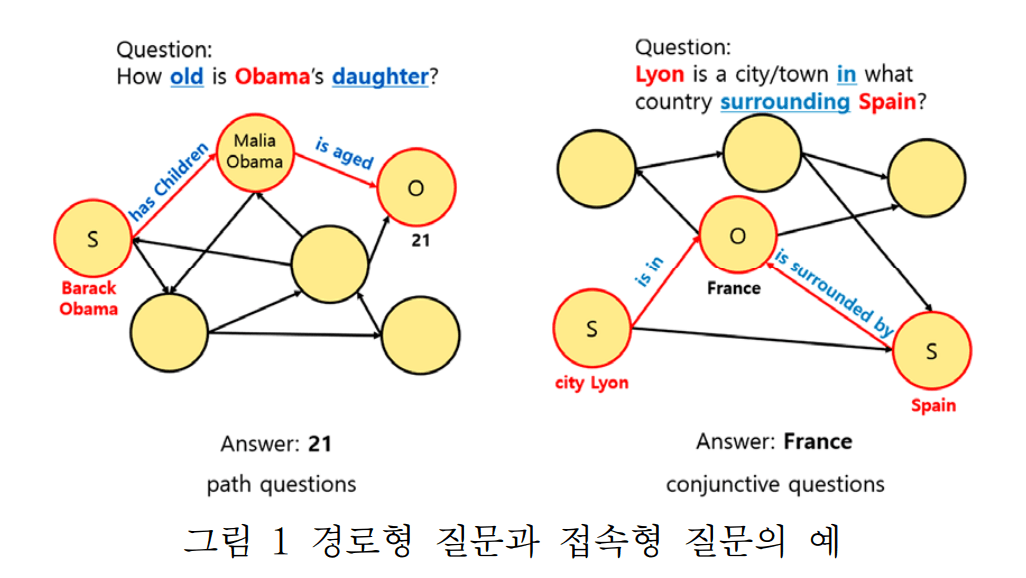 Question:
How old is Obama's daughter?
Malia
Obama
has Children
is aged
O
21
S
Barack
Obama
Answer: 21
path questions
Question:
Lyon is a city/town in what
country surrounding Spain?
O
France
is in
is surrounded by
S
city Lyon
S
Spain
Answer: France
conjunctive questions
그림 1 경로형 질문과 접속형 질문의 예